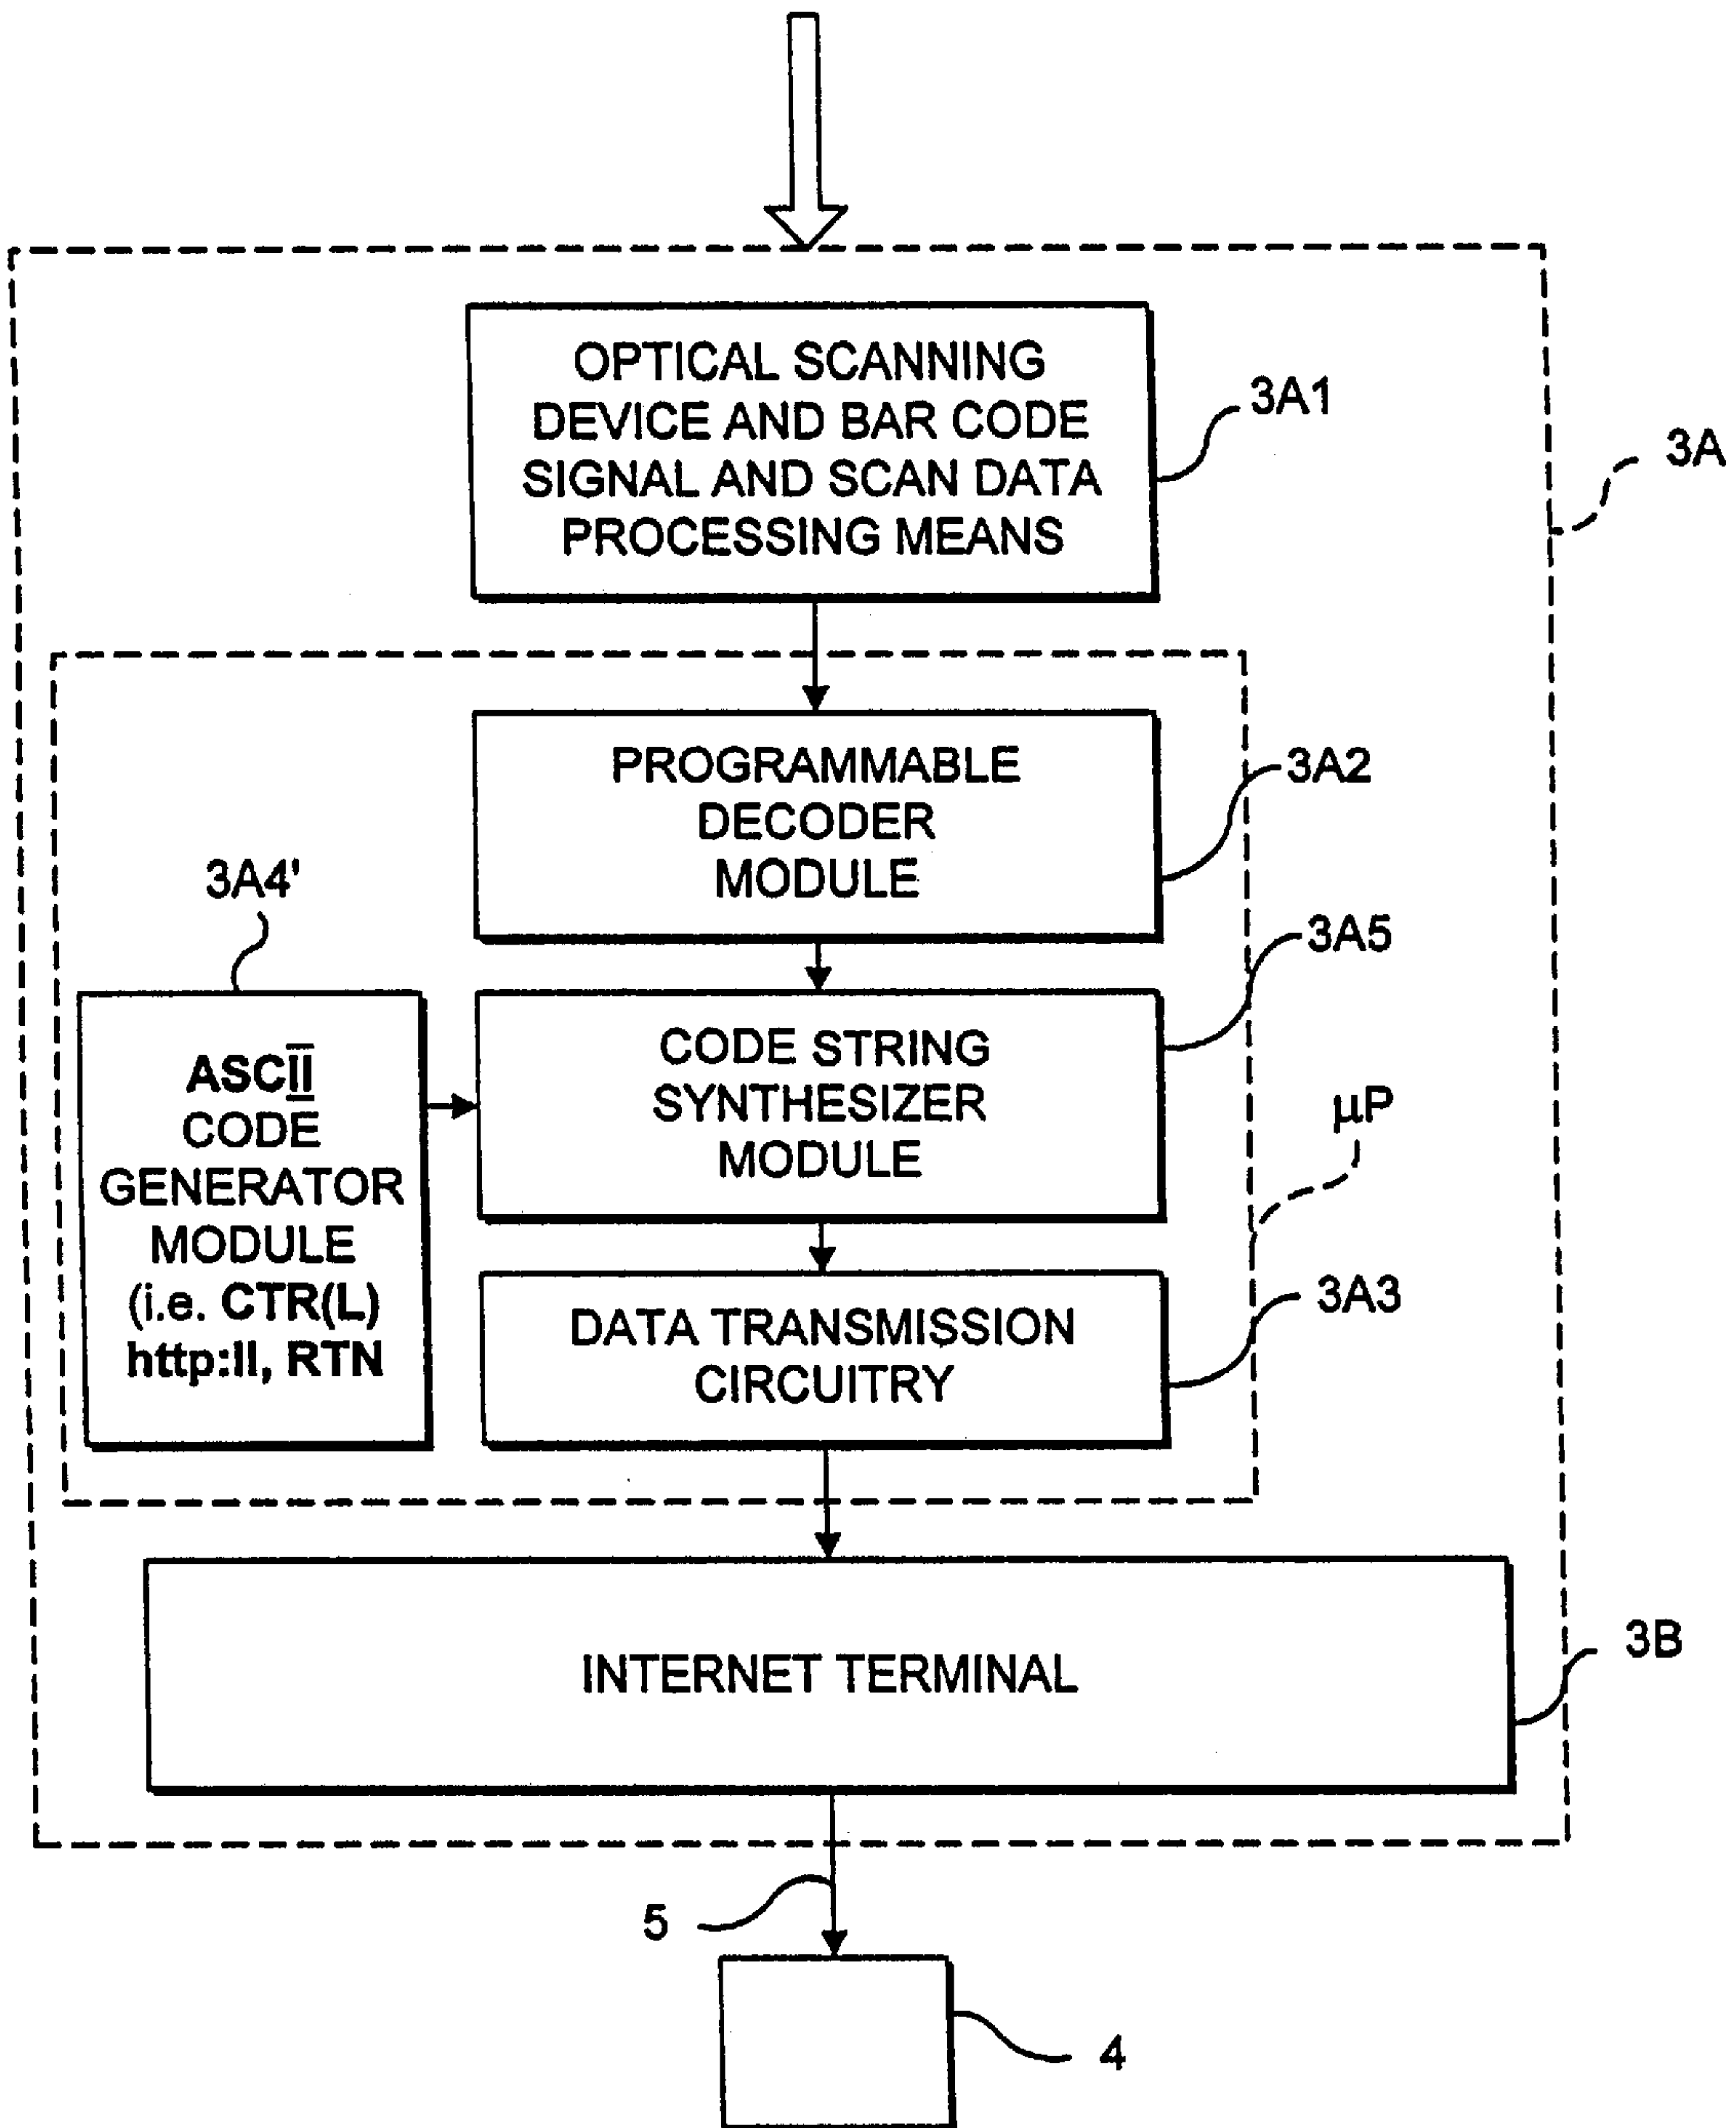 OPTICAL SCANNING
DEVICE AND BAR CODE
SIGNAL AND SCAN DATA
PROCESSING MEANS
3A1
3A
PROGRAMMABLE
DECODER
MODULE
3A2
3A4'
3A5
ASCII
CODE
GENERATOR
MODULE
(i.e. CTR(L)
http:II, RTN
CODE STRING
SYNTHESIZER
MODULE
μP
DATA TRANSMISSION
CIRCUITRY
3A3
INTERNET TERMINAL
3B
5
4